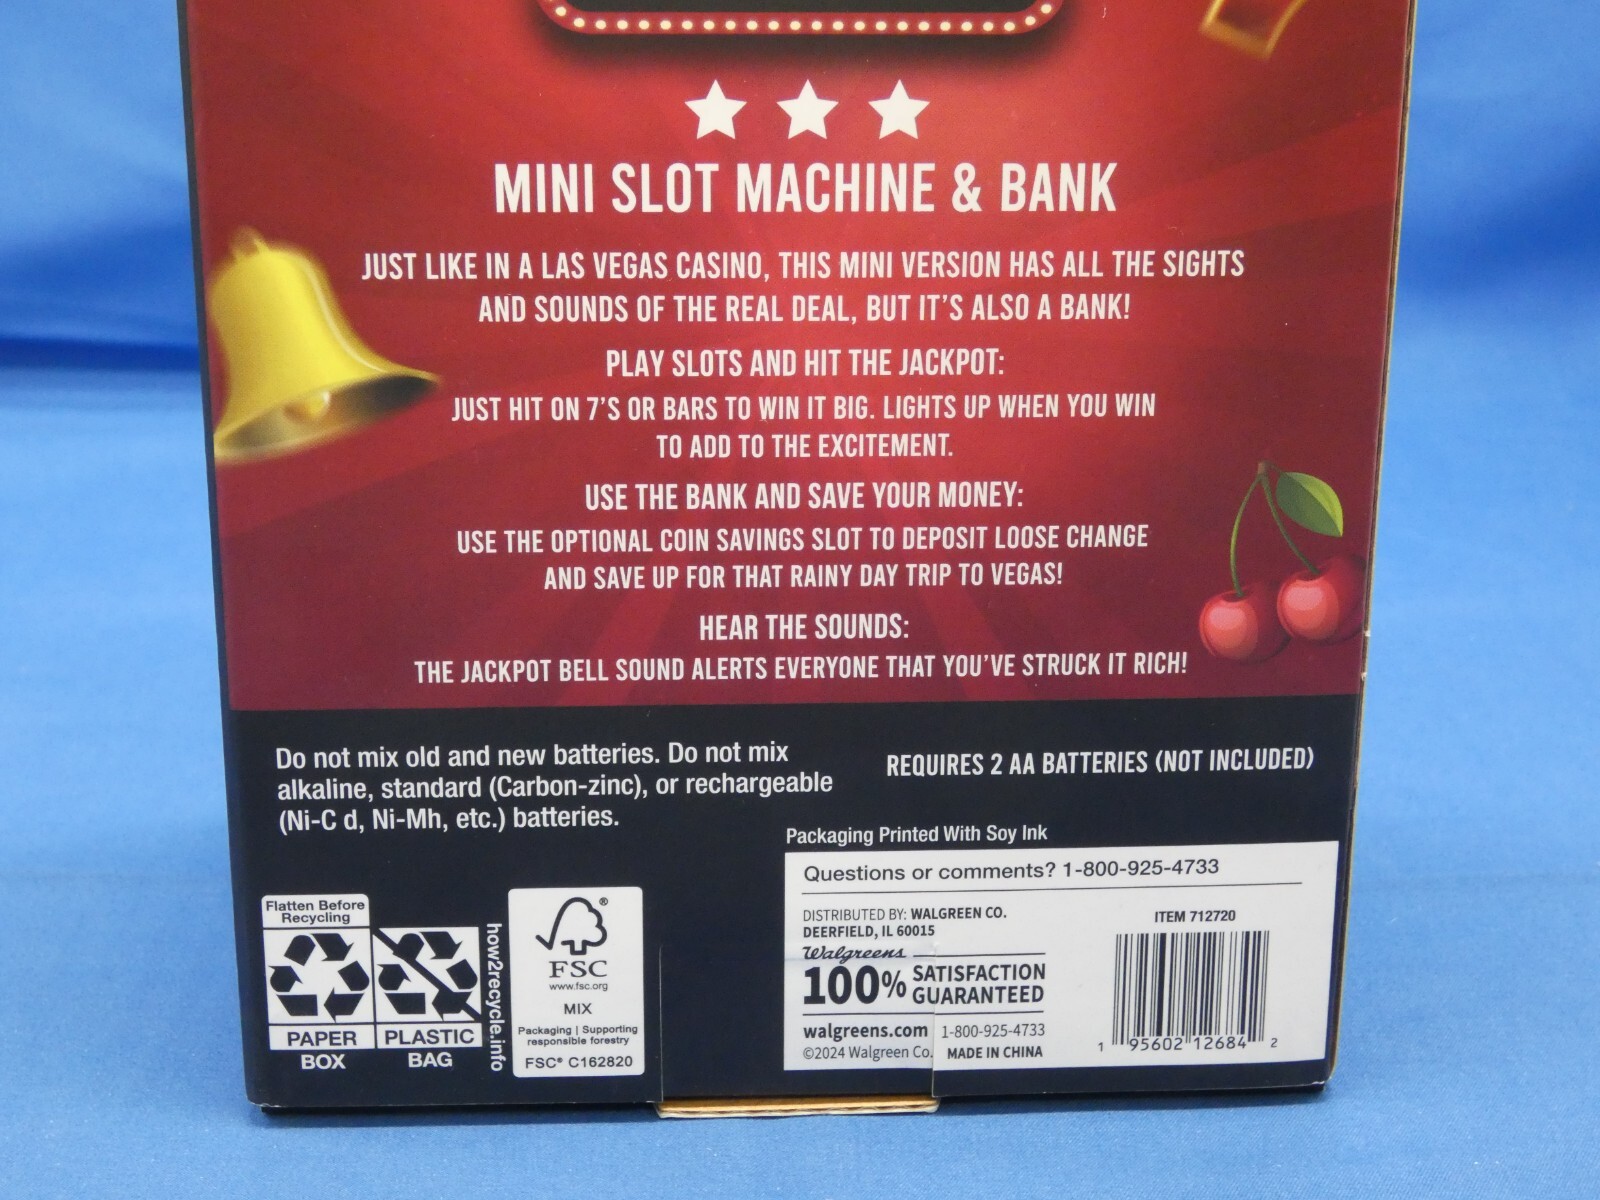 MINI SLOT MACHINE & BANK
JUST LIKE IN A LAS VEGAS CASINO, THIS MINI VERSION HAS ALL THE SIGHTS
AND SOUNDS OF THE REAL DEAL, BUT IT'S ALSO A BANK!
PLAY SLOTS AND HIT THE JACKPOT:
JUST HIT ON 7'S OR BARS TO WIN IT BIG. LIGHTS UP WHEN YOU WIN
TO ADD TO THE EXCITEMENT.
USE THE BANK AND SAVE YOUR MONEY:
USE THE OPTIONAL COIN SAVINGS SLOT TO DEPOSIT LOOSE CHANGE
AND SAVE UP FOR THAT RAINY DAY TRIP TO VEGAS!
HEAR THE SOUNDS:
THE JACKPOT BELL SOUND ALERTS EVERYONE THAT YOU'VE STRUCK IT RICH!
Do not mix old and new batteries. Do not mix
alkaline, standard (Carbon-zinc), or rechargeable
(Ni-C d, Ni-Mh, etc.) batteries.
REQUIRES 2 AA BATTERIES (NOT INCLUDED)
Packaging Printed With Soy Ink
Questions or comments? 1-800-925-4733
DISTRIBUTED BY: WALGREEN CO.
DEERFIELD, IL 60015
Walgreens
100% SATISFACTION
GUARANTEED
walgreens.com 1-800-925-4733
©2024 Walgreen Co. MADE IN CHINA
ITEM 712720
1 95602 12684 2
Flatten Before
Recycling
PAPER
BOX
PLASTIC
BAG
how2recycle.info
®
FSC
www.fsc.org
MIX
Packaging | Supporting
responsible forestry
FSC® C162820